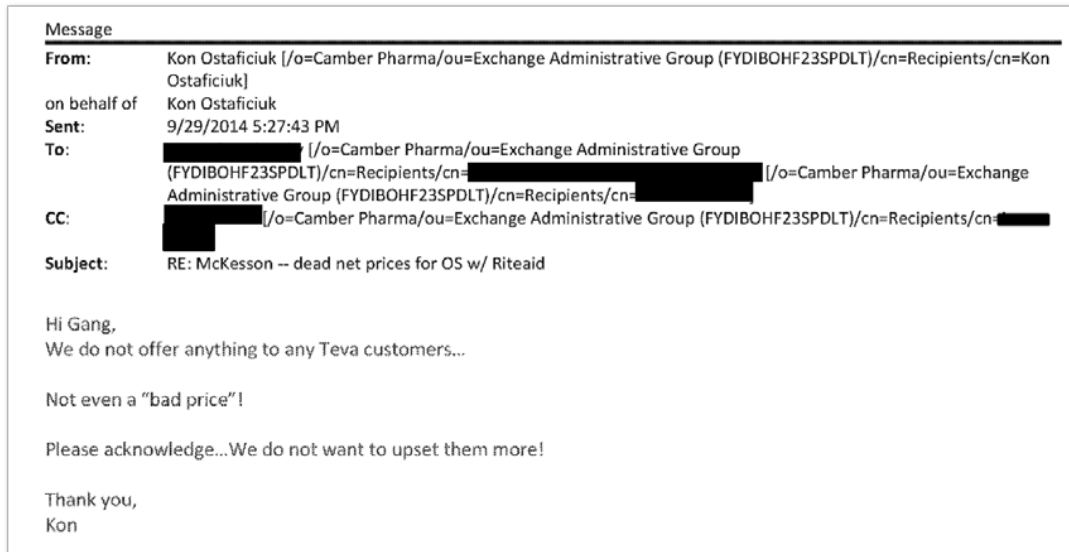 Message
From: Kon Ostaficiuk [/o=Camber Pharma/ou=Exchange Administrative Group (FYDIBOHF23SPDLT)/cn=Recipients/cn=Kon
Ostaficiuk]
on behalf of Kon Ostaficiuk
Sent: 9/29/2014 5:27:43 PM
To: [/o=Camber Pharma/ou=Exchange Administrative Group
(FYDIBOHF23SPDLT)/cn=Recipients/cn= [/o=Camber Pharma/ou=Exchange
Administrative Group (FYDIBOHF23SPDLT)/cn=Recipients/cn=
CC: [/o=Camber Pharma/ou=Exchange Administrative Group (FYDIBOHF23SPDLT)/cn=Recipients/cn=
Subject: RE: McKesson -- dead net prices for OS w/ Riteaid
Hi Gang,
We do not offer anything to any Teva customers...
Not even a “bad price”!
Please acknowledge...We do not want to upset them more!
Thank you,
Kon